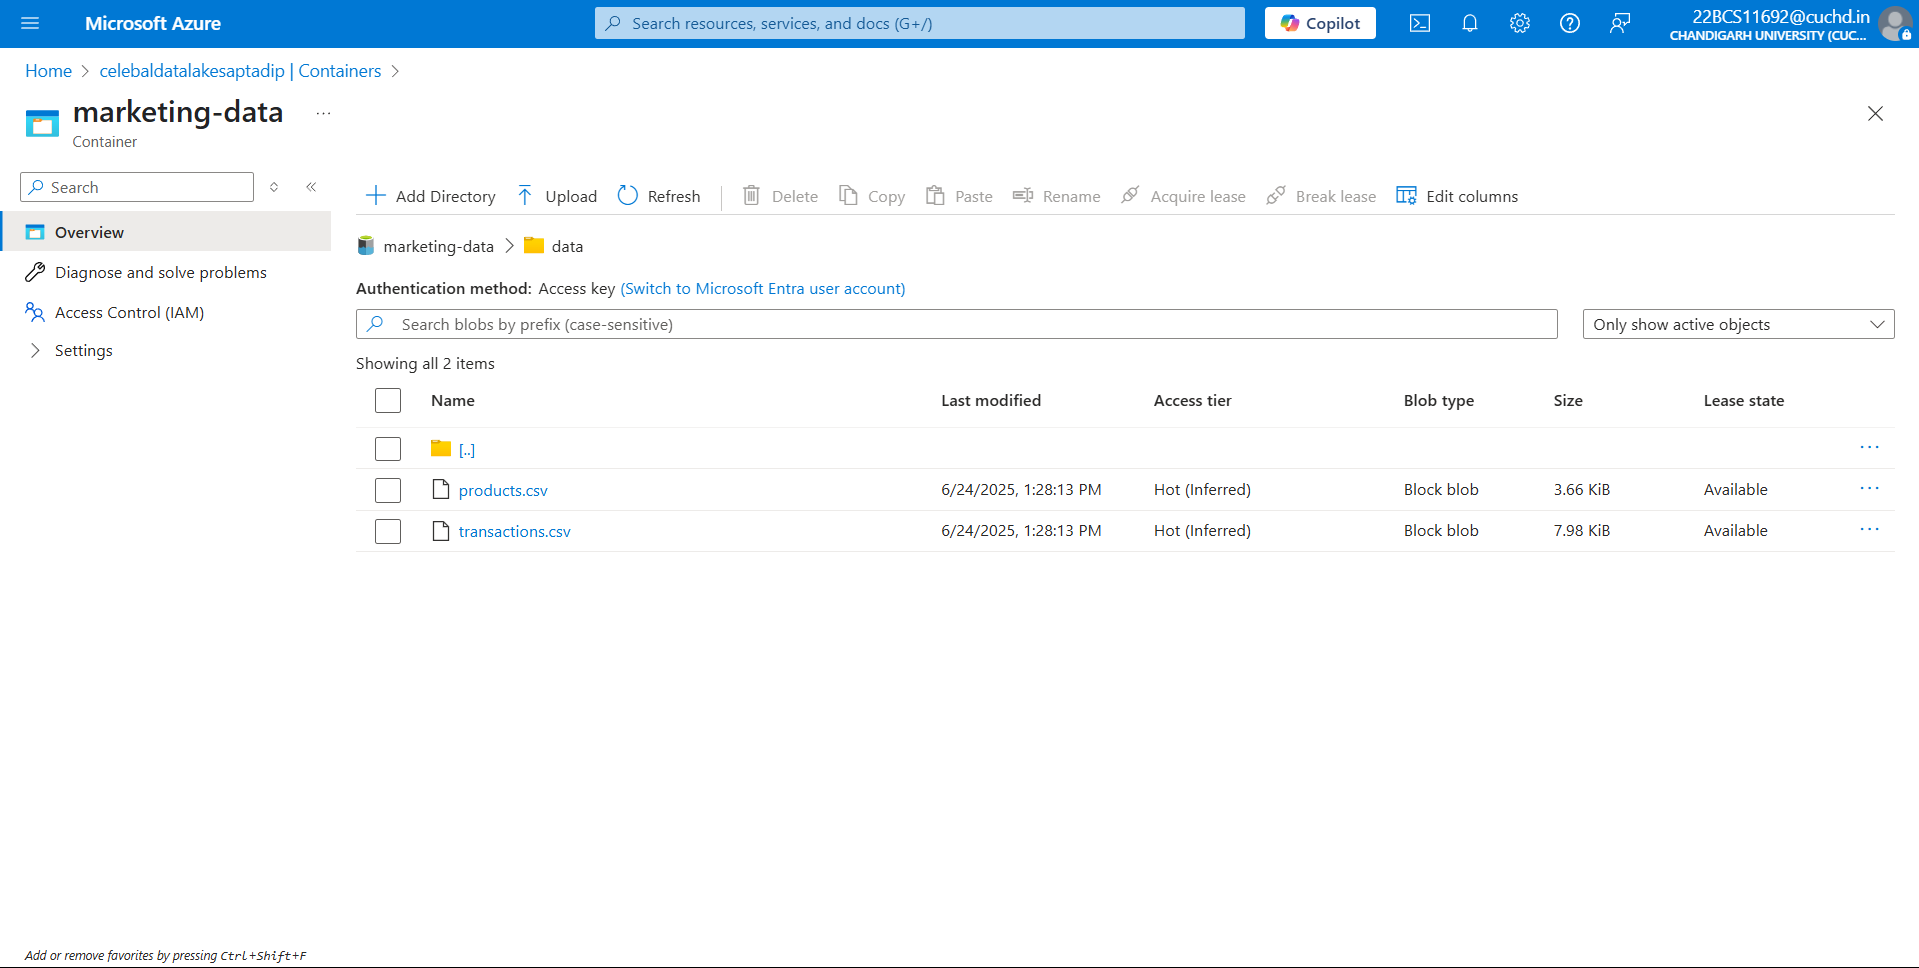 Microsoft Azure
Search resources, services, and docs (G+/)
Copilot
22BCS11692@cuchd.in
CHANDIGARH UNIVERSITY (CUC...
Home > celebaldatalakesaptadip | Containers >
marketing-data ...
Container
Search
Overview
Diagnose and solve problems
Access Control (IAM)
Settings
Add Directory Upload Refresh Delete Copy Paste Rename Acquire lease Break lease Edit columns
marketing-data > data
Authentication method: Access key (Switch to Microsoft Entra user account)
Search blobs by prefix (case-sensitive)
Only show active objects
Showing all 2 items
Name Last modified Access tier Blob type Size Lease state
[..] ...
products.csv 6/24/2025, 1:28:13 PM Hot (Inferred) Block blob 3.66 KiB Available ...
transactions.csv 6/24/2025, 1:28:13 PM Hot (Inferred) Block blob 7.98 KiB Available ...
Add or remove favorites by pressing Ctrl+Shift+F